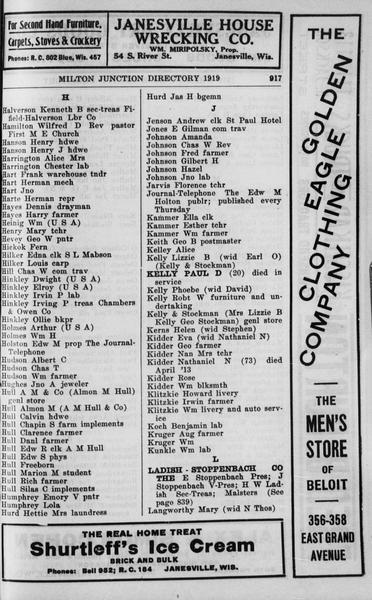 For Second Hand Furniture,
Carpets, Stoves & Crockery
Phones: R. C. 802 Blue, Wis. 457
JANESVILLE HOUSE
WRECKING CO.
WM. MIRIPOLSKY, Prop.
54 S. River St. Janesville, Wis.
MILTON JUNCTION DIRECTORY 1919 917
H
Halverson Kenneth B sec-treas Fi-
field-Halverson Lbr Co
Hamilton Wilfred D Rev pastor
First M E Church
Hanson Henry hdwe
Hanson Henry J hdwe
Harrington Alice Mrs
Harrington Chester lab
Hart Frank warehouse tndr
Hart Herman mech
Hart Jno
Harte Herman repr
Hayes Dennis drayman
Hayes Harry farmer
Heinig Wm (U S A)
Henry Mary tchr
Hevey Geo W pntr
Hickok Fern
Hilker Edna clk S L Mabson
Hilker Louis carp
Hill Chas W com trav
Hinkley Dwight (U S A)
Hinkley Elroy (U S A)
Hinkley Irvin P lab
Hinkley Irving P treas Chambers
& Owen Co
Hinkley Ollie bkpr
Holmes Arthur (U S A)
Holmes Wm H
Holston Edw M prop The Journal-
Telephone
Hudson Albert C
Hudson Chas T
Hudson Wm farmer
Hughes Jno A jeweler
Hull A M & Co (Almon M Hull)
genl store
Hull Almon M (A M Hull & Co)
Hull Calvin hdwe
Hull Chapin S farm implements
Hull Clarence farmer
Hull Danl farmer
Hull Edw R clk A M Hull
Hull Edw S phys
Hull Freeborn
Hull Marion M student
Hull Rich farmer
Hull Silas C implements
Humphrey Emory V pntr
Humphrey Lola
Hurd Hettie Mrs laundress
Hurd Jas H bgemn
J
Jenson Andrew clk St Paul Hotel
Jones E Gilman com trav
Johnson Amanda
Johnson Chas W Rev
Johnson Fred farmer
Johnson Gilbert H
Johnson Hazel
Johnson Jno lab
Jarvis Florence tchr
Journal-Telephone The Edw M
Holton publr; published every
Thursday
Kammer Ella clk
Kammer Esther tchr
Kammer Wm farmer
Keith Geo B postmaster
Kelley Alice
Kelly Lizzie B (wid Earl O)
(Kelly & Stockman)
KELLY PAUL D (20) died in
service
Kelly Phoebe (wid David)
Kelly Robt W furniture and un-
dertaking
Kelly & Stockman (Mrs Lizzie B
Kelly Geo Stockman) genl store
Kerns Helen (wid Stephen)
Kidder Eva (wid Nathaniel N)
Kidder Geo farmer
Kidder Nan Mrs tchr
Kidder Nathaniel N (73) died
April '13
Kidder Rose
Kidder Wm blksmth
Klitzkie Howard livery
Klitzkie Irwin farmer
Klitzkie Wm livery and auto serv-
ice
Koch Benjamin lab
Kruger Aug farmer
Kruger Wm
Kunkle Wm lab
L
LADISH - STOPPENBACH CO
THE E Stoppenbach Pres; J
Stoppenbach V-Pres; H W Lad-
ish Sec-Treas; Malsters (See
page 839)
Langworthy Mary (wid N Thos)
THE REAL HOME TREAT
Shurtleff's Ice Cream
BRICK AND BULK
Phones: Bell 952; R. C. 184 JANESVILLE, WIS.
THE
GOLDEN
EAGLE
CLOTHING
COMPANY
THE
MEN'S
STORE
OF
BELOIT
356-358
EAST GRAND
AVENUE